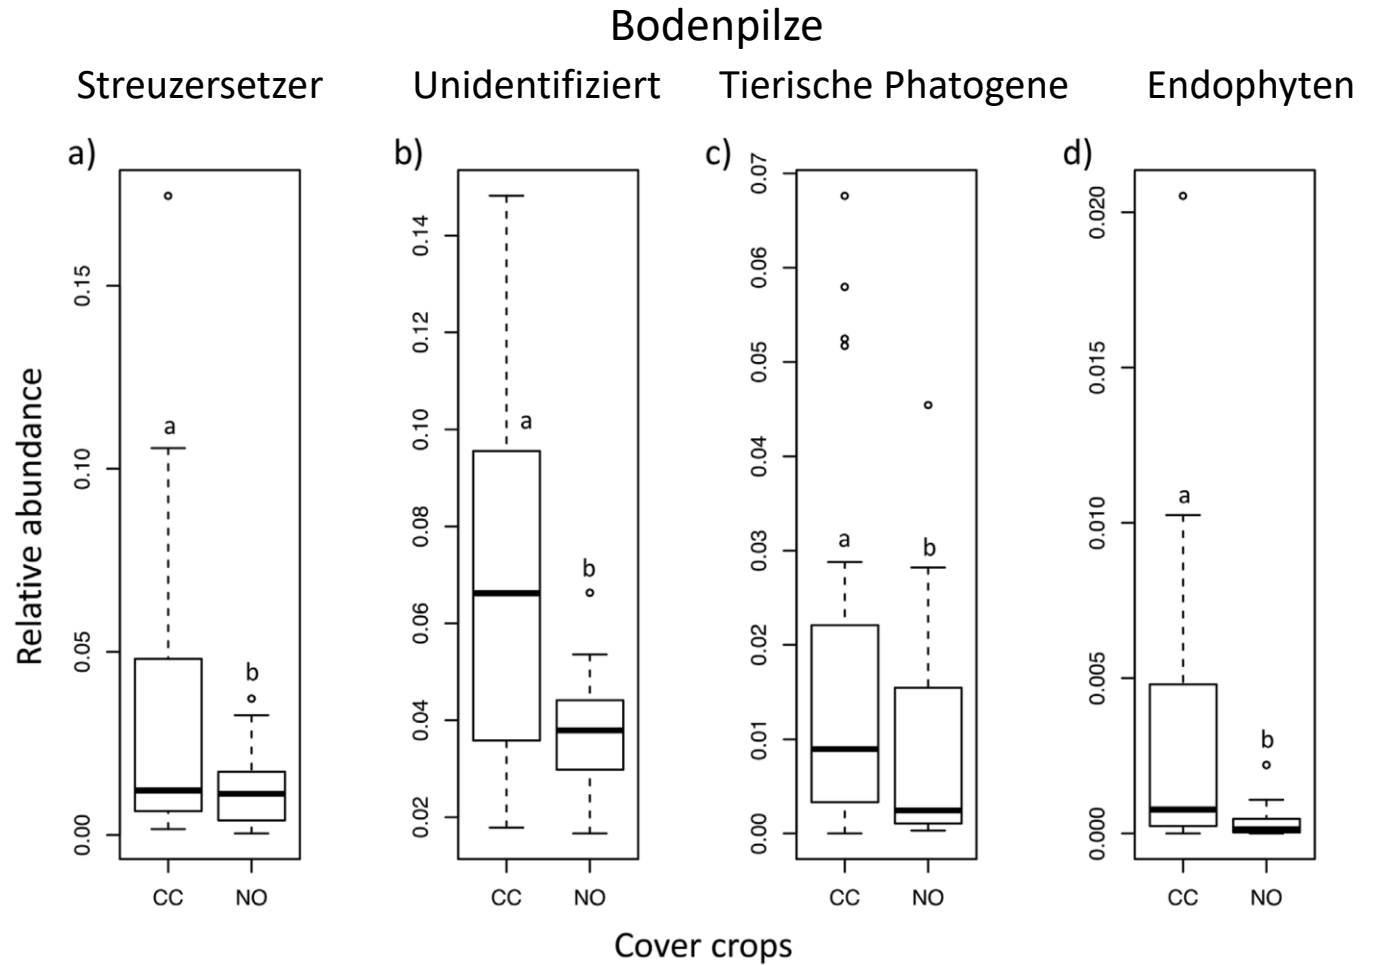 Bodenpilze
Streuzersetzer Unidentifiziert Tierische Phatogene Endophyten
a) b) c) d)
Relative abundance
0.15
0.10
0.05
0.00
a
b
CC NO
0.14
0.12
0.10
0.08
0.06
0.04
0.02
a
b
CC NO
0.07
0.06
0.05
0.04
0.03
0.02
0.01
0.00
a
b
CC NO
0.020
0.015
0.010
0.005
0.000
a
b
CC NO
Cover crops